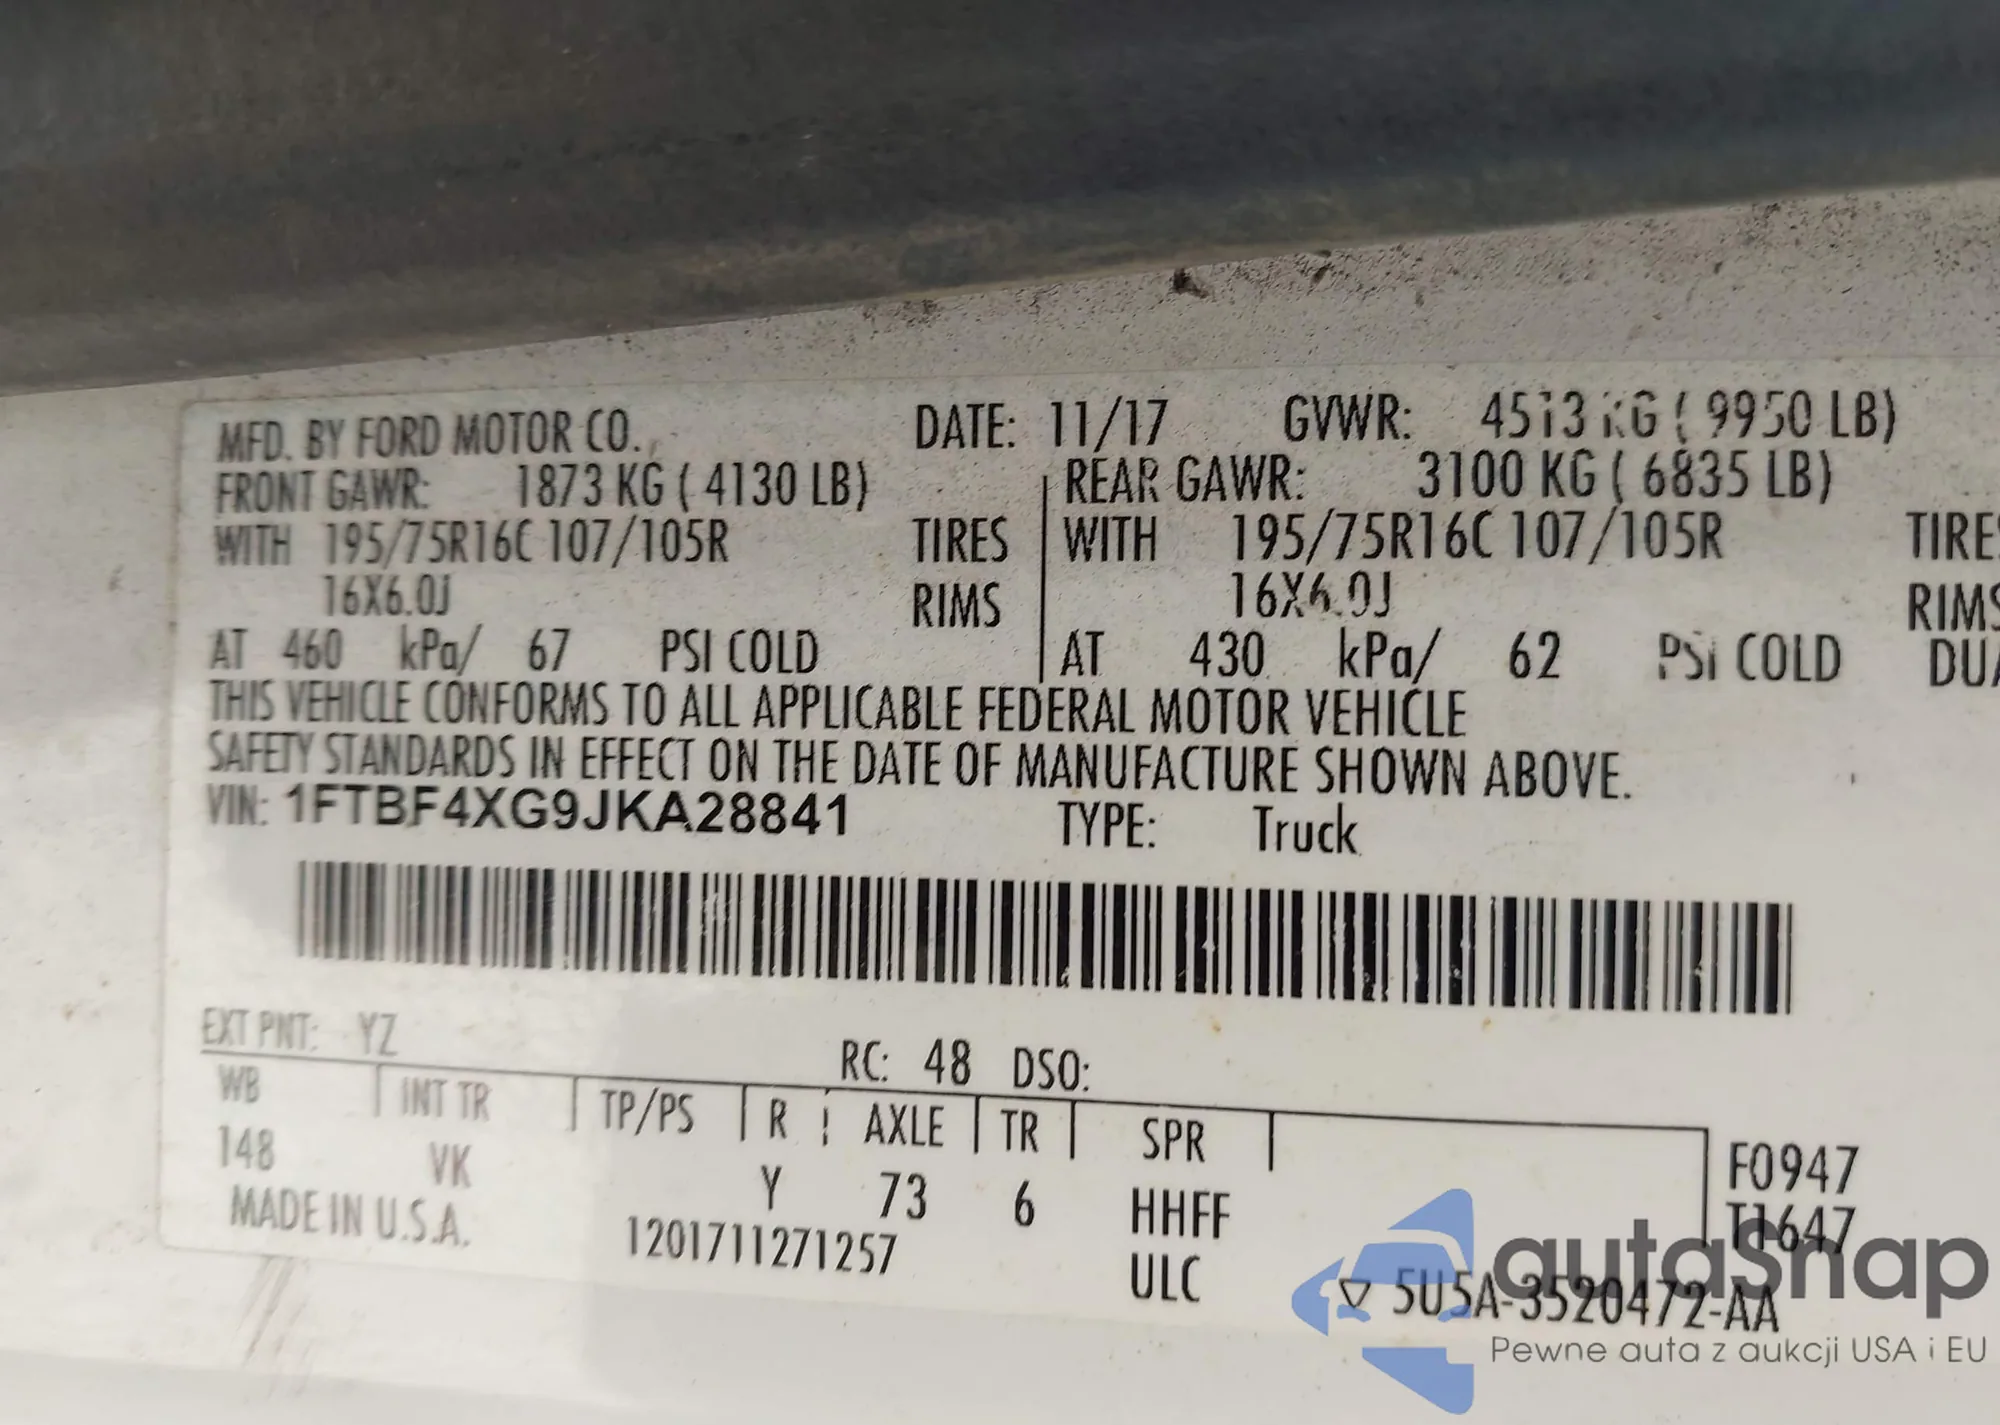 MFD. BY FORD MOTOR CO. DATE: 11/17 GVWR: 4513 KG ( 9950 LB)
FRONT GAWR: 1873 KG ( 4130 LB) REAR GAWR: 3100 KG ( 6835 LB)
WITH 195/75R16C 107/105R TIRES WITH 195/75R16C 107/105R TIRES
16X6.0J RIMS 16X6.0J RIMS
AT 460 kPa/ 67 PSI COLD AT 430 kPa/ 62 PSI COLD DUA
THIS VEHICLE CONFORMS TO ALL APPLICABLE FEDERAL MOTOR VEHICLE
SAFETY STANDARDS IN EFFECT ON THE DATE OF MANUFACTURE SHOWN ABOVE.
VIN: 1FTBF4XG9JKA28841 TYPE: Truck
EXT PNT: YZ RC: 48 DSO:
WB INT TR TP/PS R AXLE TR SPR
148 VK Y 73 6 HHFF F0947
MADE IN U.S.A. 1201711271257 ULC T1647
▽ 5U5A-3520472-AA
autaSnap
Pewne auta z aukcji USA i EU